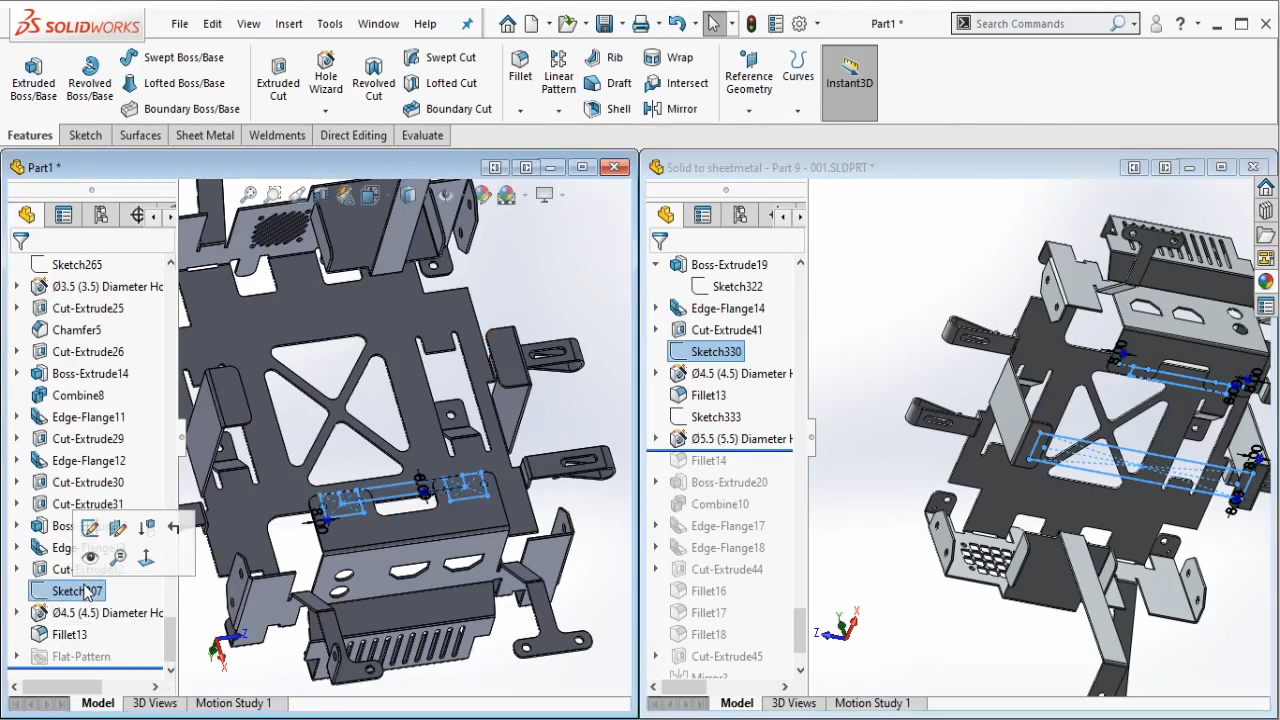 SOLIDWORKS File Edit View Insert Tools Window Help Part1 * Search Commands ?
Extruded Boss/Base Revolved Boss/Base Swept Boss/Base Lofted Boss/Base Boundary Boss/Base Extruded Cut Hole Wizard Revolved Cut Swept Cut Lofted Cut Boundary Cut Fillet Linear Pattern Rib Draft Shell Wrap Intersect Mirror Reference Geometry Curves Instant3D
Features Sketch Surfaces Sheet Metal Weldments Direct Editing Evaluate
Part1 *
Sketch265
Ø3.5 (3.5) Diameter Ho
Cut-Extrude25
Chamfer5
Cut-Extrude26
Boss-Extrude14
Combine8
Edge-Flange11
Cut-Extrude29
Edge-Flange12
Cut-Extrude30
Cut-Extrude31
Ø4.5 (4.5) Diameter Ho
Fillet13
Flat-Pattern
8.00
Z
Y
X
Model 3D Views Motion Study 1
Solid to sheetmetal - Part 9 - 001.SLDPRT *
Boss-Extrude19
Sketch322
Edge-Flange14
Cut-Extrude41
Sketch330
Ø4.5 (4.5) Diameter H
Fillet13
Sketch333
Ø5.5 (5.5) Diameter H
Fillet14
Boss-Extrude20
Combine10
Edge-Flange17
Edge-Flange18
Cut-Extrude44
Fillet16
Fillet17
Fillet18
Cut-Extrude45
Mirror3
8.00
8.00
Z
Y
X
Model 3D Views Motion Study 1